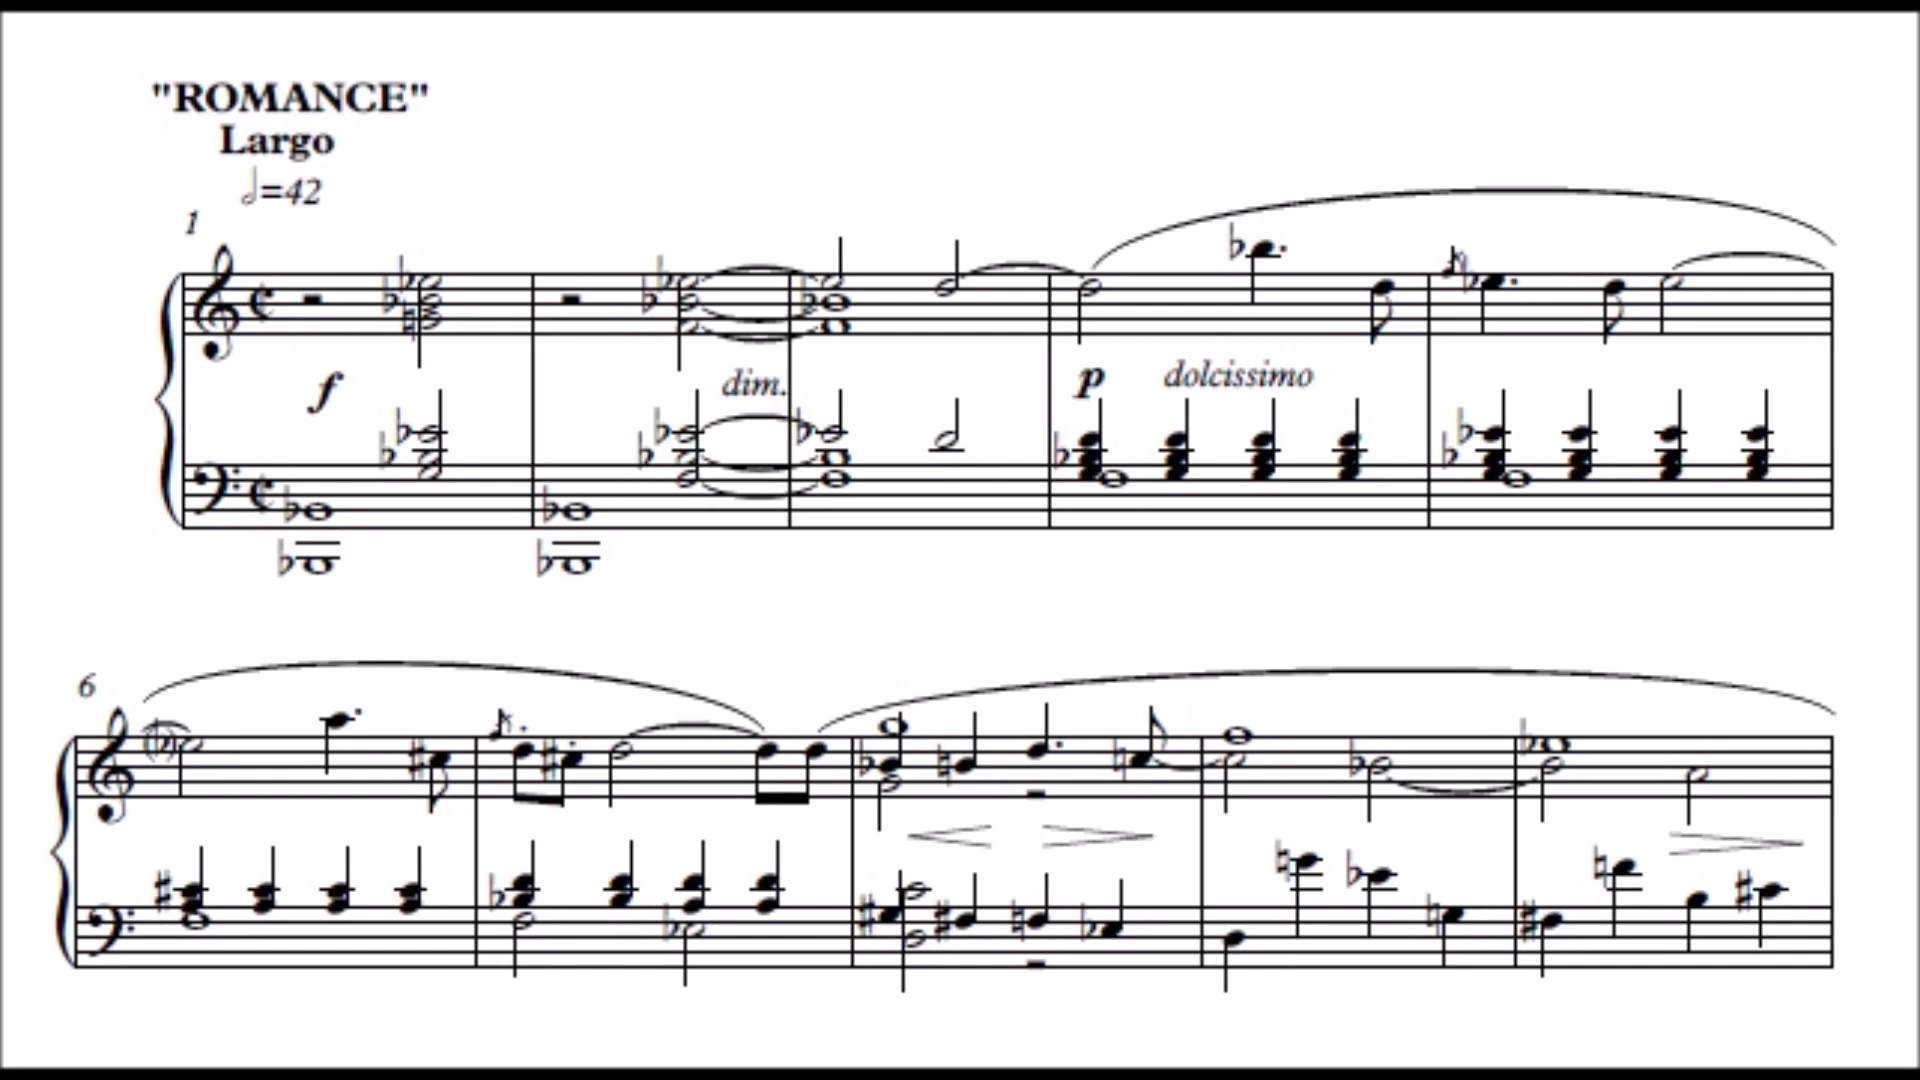 "ROMANCE"
Largo
𝅗𝅥=42
1
f
dim.
p
dolcissimo
6